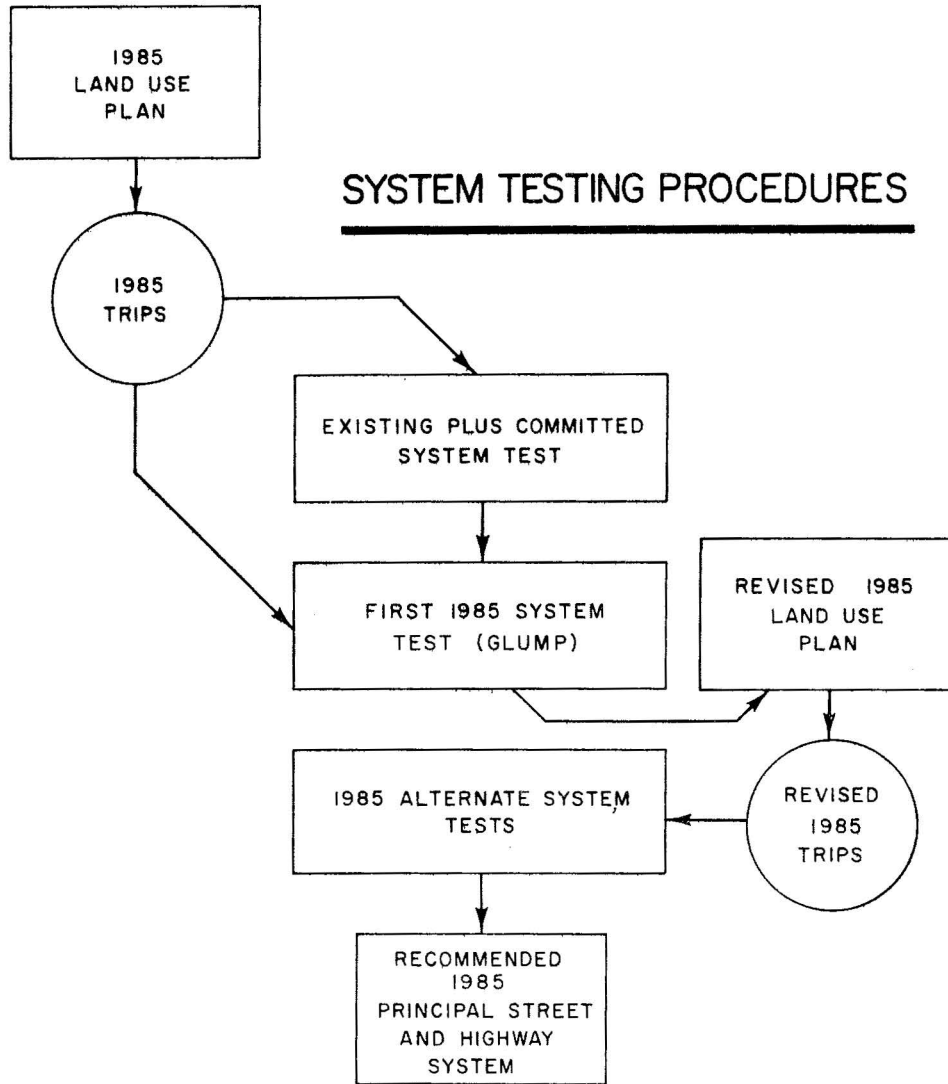 1985
LAND USE
PLAN
SYSTEM TESTING PROCEDURES
1985
TRIPS
EXISTING PLUS COMMITTED
SYSTEM TEST
FIRST 1985 SYSTEM
TEST (GLUMP)
REVISED 1985
LAND USE
PLAN
1985 ALTERNATE SYSTEM
TESTS
REVISED
1985
TRIPS
RECOMMENDED
1985
PRINCIPAL STREET
AND HIGHWAY
SYSTEM